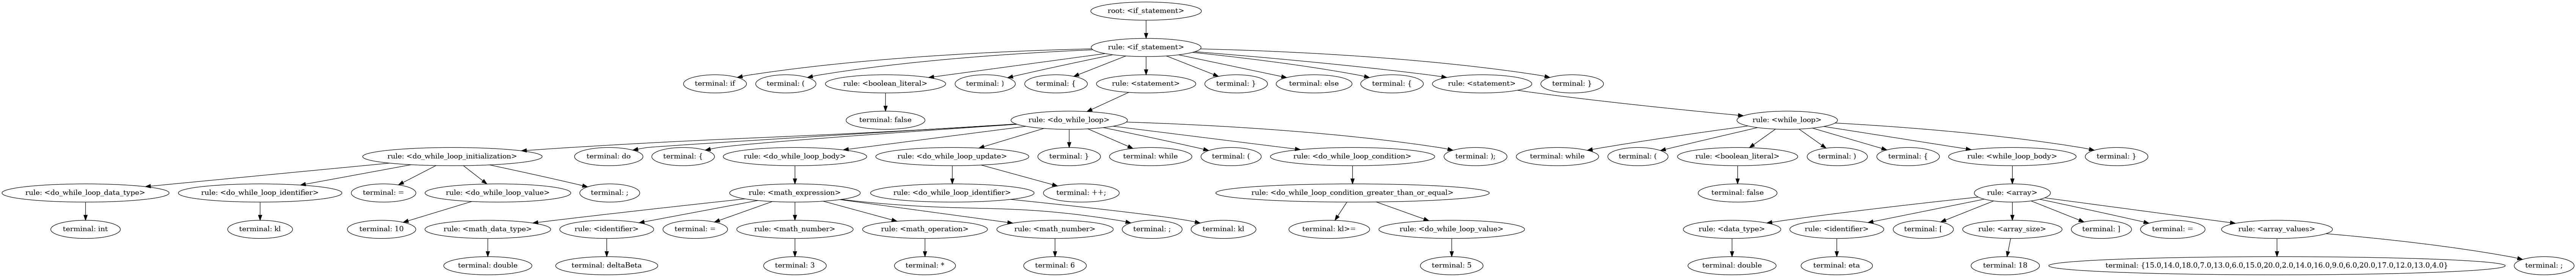 root: <if_statement>
rule: <if_statement>
terminal: if
terminal: (
rule: <boolean_literal>
terminal: )
terminal: {
rule: <statement>
terminal: }
terminal: else
terminal: {
rule: <statement>
terminal: }
terminal: false
rule: <do_while_loop>
rule: <while_loop>
rule: <do_while_loop_initialization>
terminal: do
terminal: {
rule: <do_while_loop_body>
rule: <do_while_loop_update>
terminal: }
terminal: while
terminal: (
rule: <do_while_loop_condition>
terminal: );
terminal: while
terminal: (
rule: <boolean_literal>
terminal: )
terminal: {
rule: <while_loop_body>
terminal: }
rule: <do_while_loop_data_type>
rule: <do_while_loop_identifier>
terminal: =
rule: <do_while_loop_value>
terminal: ;
rule: <math_expression>
rule: <do_while_loop_identifier>
terminal: ++;
rule: <do_while_loop_condition_greater_than_or_equal>
terminal: false
rule: <array>
terminal: int
terminal: kl
terminal: 10
rule: <math_data_type>
rule: <identifier>
terminal: =
rule: <math_number>
rule: <math_operation>
rule: <math_number>
terminal: ;
terminal: kl
terminal: kl>=
rule: <do_while_loop_value>
rule: <data_type>
rule: <identifier>
terminal: [
rule: <array_size>
terminal: ]
terminal: =
rule: <array_values>
terminal: double
terminal: deltaBeta
terminal: 3
terminal: *
terminal: 6
terminal: 5
terminal: double
terminal: eta
terminal: 18
terminal: {15.0,14.0,18.0,7.0,13.0,6.0,15.0,20.0,2.0,14.0,16.0,9.0,6.0,20.0,17.0,12.0,13.0,4.0}
terminal: ;